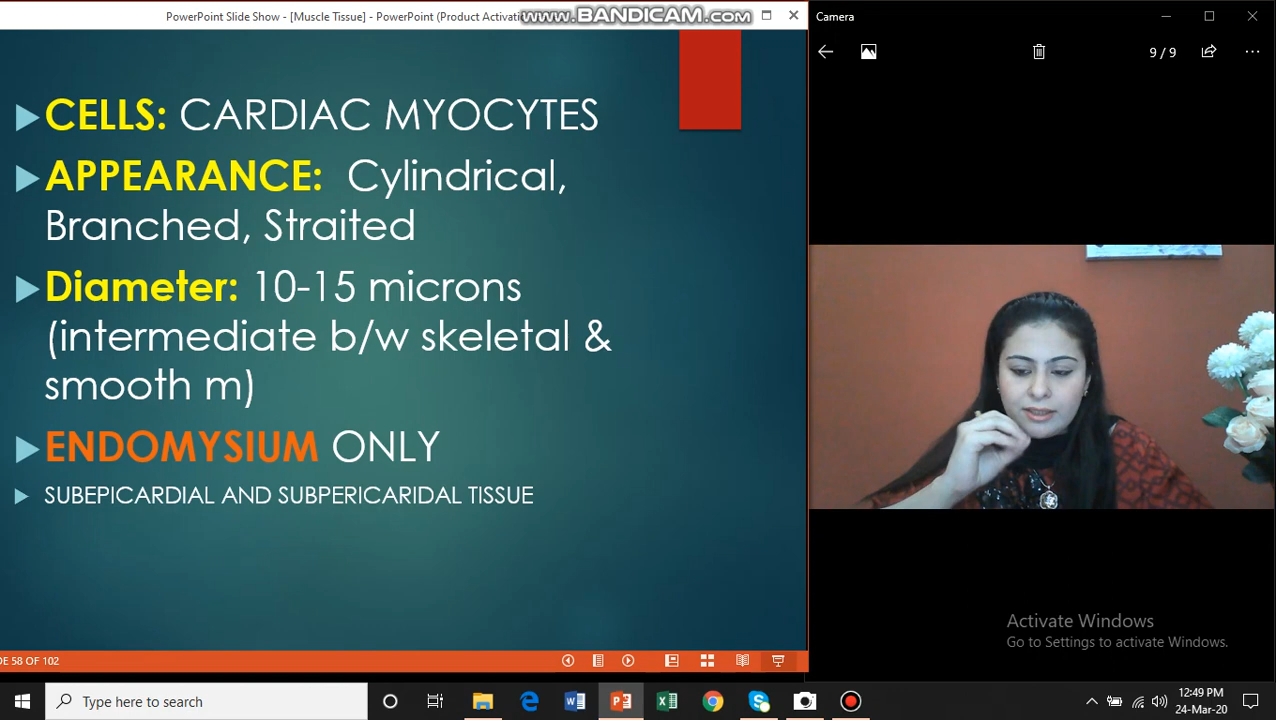 PowerPoint Slide Show - [Muscle Tissue] - PowerPoint (Product Activati
www.BANDICAM.com
Camera
9 / 9
CELLS: CARDIAC MYOCYTES
APPEARANCE: Cylindrical,
Branched, Straited
Diameter: 10-15 microns
(intermediate b/w skeletal &
smooth m)
ENDOMYSIUM ONLY
SUBEPICARDIAL AND SUBPERICARIDAL TISSUE
Activate Windows
Go to Settings to activate Windows.
DE 58 OF 102
Type here to search
12:49 PM
24-Mar-20